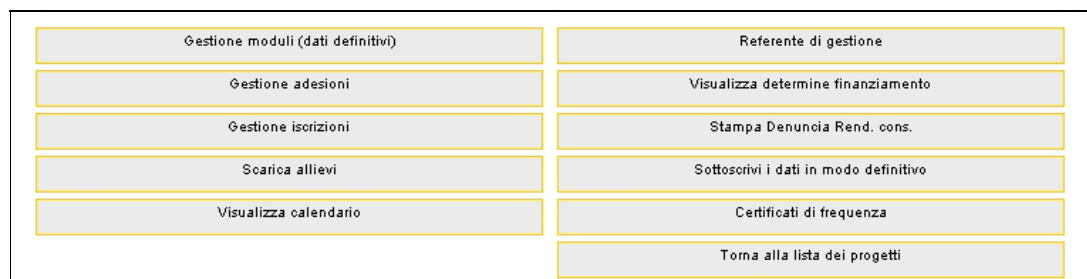 Gestione moduli (dati definitivi)
Referente di gestione
Gestione adesioni
Visualizza determine finanziamento
Gestione iscrizioni
Stampa Denuncia Rend. cons.
Scarica allievi
Sottoscrivi i dati in modo definitivo
Visualizza calendario
Certificati di frequenza
Torna alla lista dei progetti